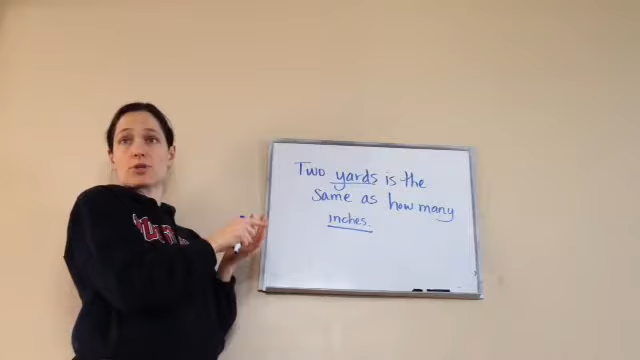 Two yards is the
same as how many
inches.